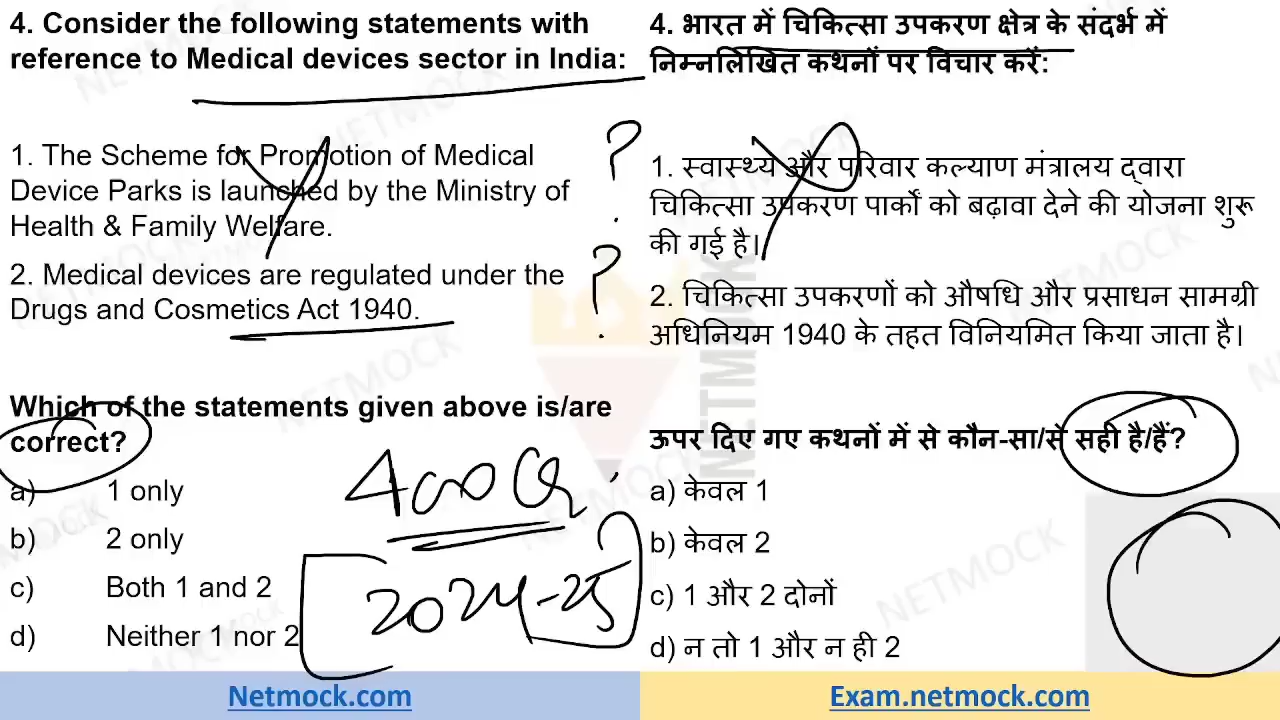 4. Consider the following statements with
reference to Medical devices sector in India:
1. The Scheme for Promotion of Medical
Device Parks is launched by the Ministry of
Health & Family Welfare.
2. Medical devices are regulated under the
Drugs and Cosmetics Act 1940.
Which of the statements given above is/are
correct?
a) 1 only
b) 2 only
c) Both 1 and 2
d) Neither 1 nor 2
?
?
400 Cr
2024-25
4. भारत में चिकित्सा उपकरण क्षेत्र के संदर्भ में
निम्नलिखित कथनों पर विचार करें:
1. स्वास्थ्य और परिवार कल्याण मंत्रालय द्वारा
चिकित्सा उपकरण पार्कों को बढ़ावा देने की योजना शुरू
की गई है।
2. चिकित्सा उपकरणों को औषधि और प्रसाधन सामग्री
अधिनियम 1940 के तहत विनियमित किया जाता है।
ऊपर दिए गए कथनों में से कौन-सा/से सही है/हैं?
a) केवल 1
b) केवल 2
c) 1 और 2 दोनों
d) न तो 1 और न ही 2
NETMOCK
Netmock.com
Exam.netmock.com